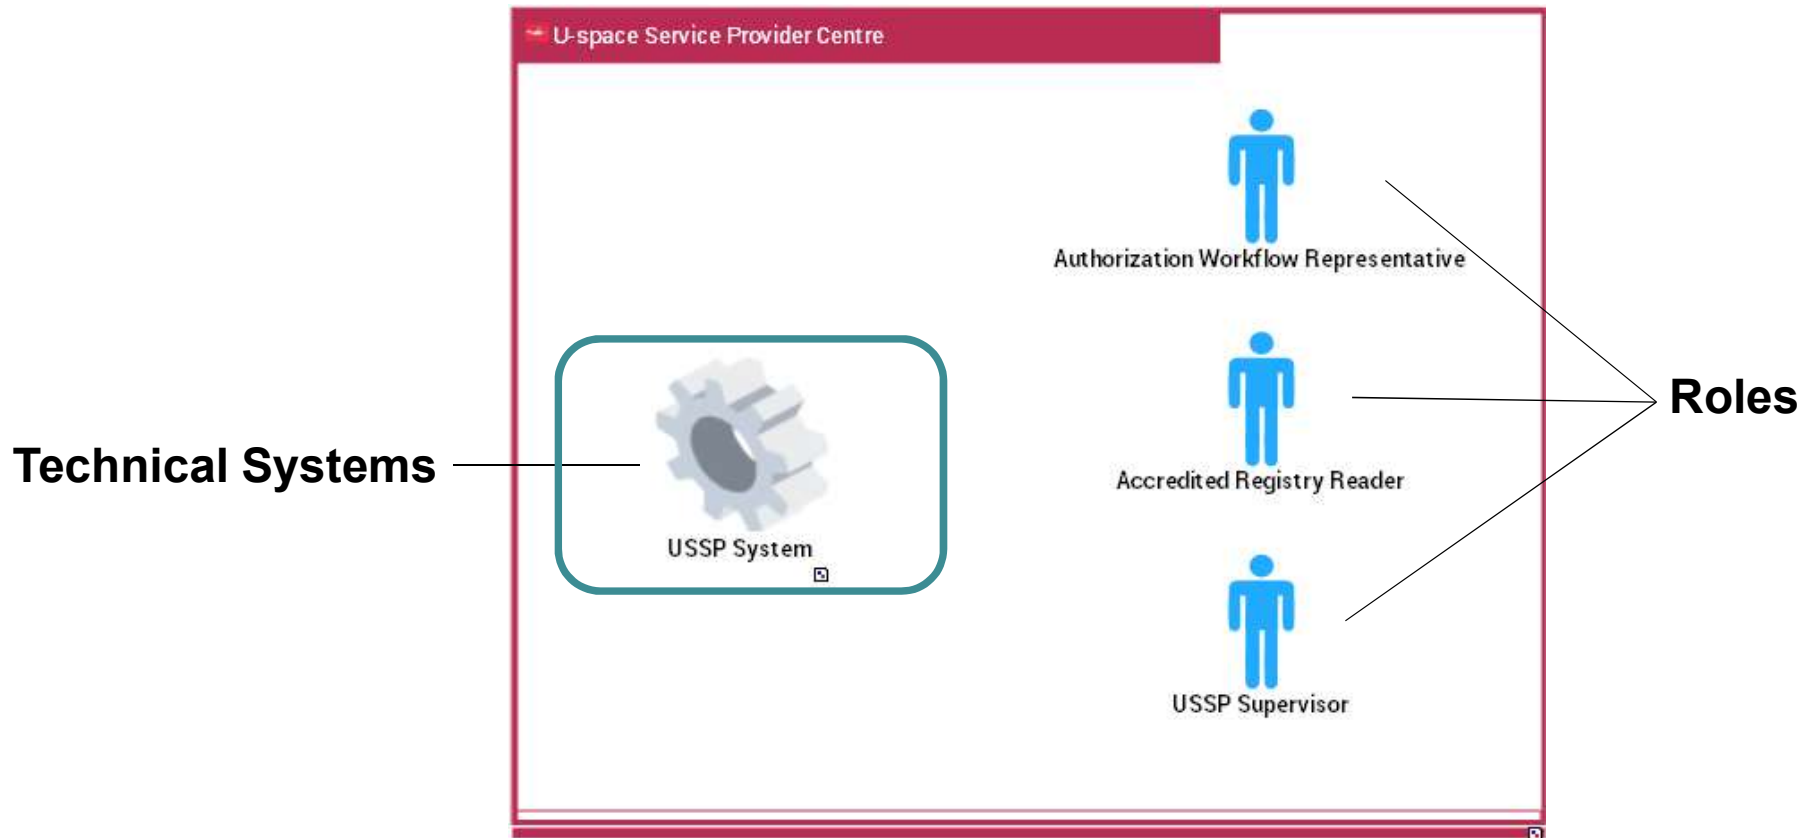 U-space Service Provider Centre
Authorization Workflow Representative
Roles
Technical Systems
Accredited Registry Reader
USSP System
USSP Supervisor